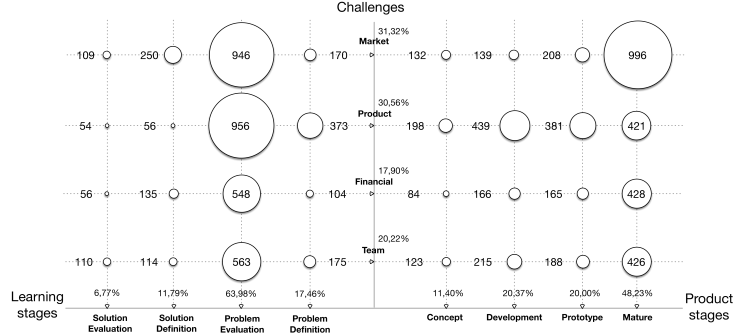 Challenges
31,32%
Market
109 250 946 170 132 139 208 996
30,56%
Product
54 56 956 373 198 439 381 421
17,90%
Financial
56 135 548 104 84 166 165 428
20,22%
Team
110 114 563 175 123 215 188 426
Learning
stages
6,77% 11,79% 63,98% 17,46% 11,40% 20,37% 20,00% 48,23%
Product
stages
Solution
Evaluation
Solution
Definition
Problem
Evaluation
Problem
Definition
Concept Development Prototype Mature